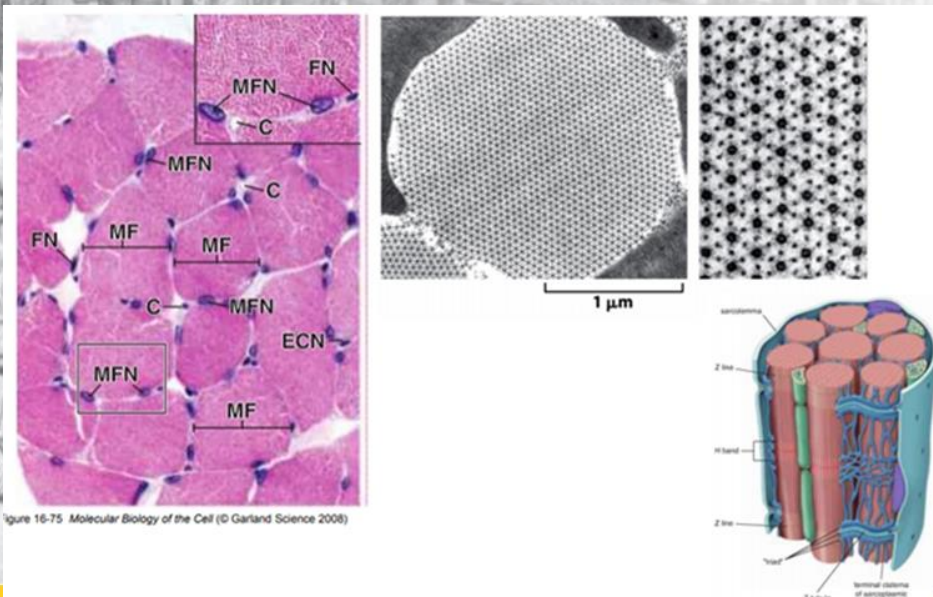 FN
MFN
C
MFN
C
FN
MF
MF
C
MFN
ECN
MFN
MF
1 μm
sarcolemma
Z line
H band
Z line
"triad"
terminal cisterna
of sarcoplasmic
igure 16-75 Molecular Biology of the Cell (© Garland Science 2008)